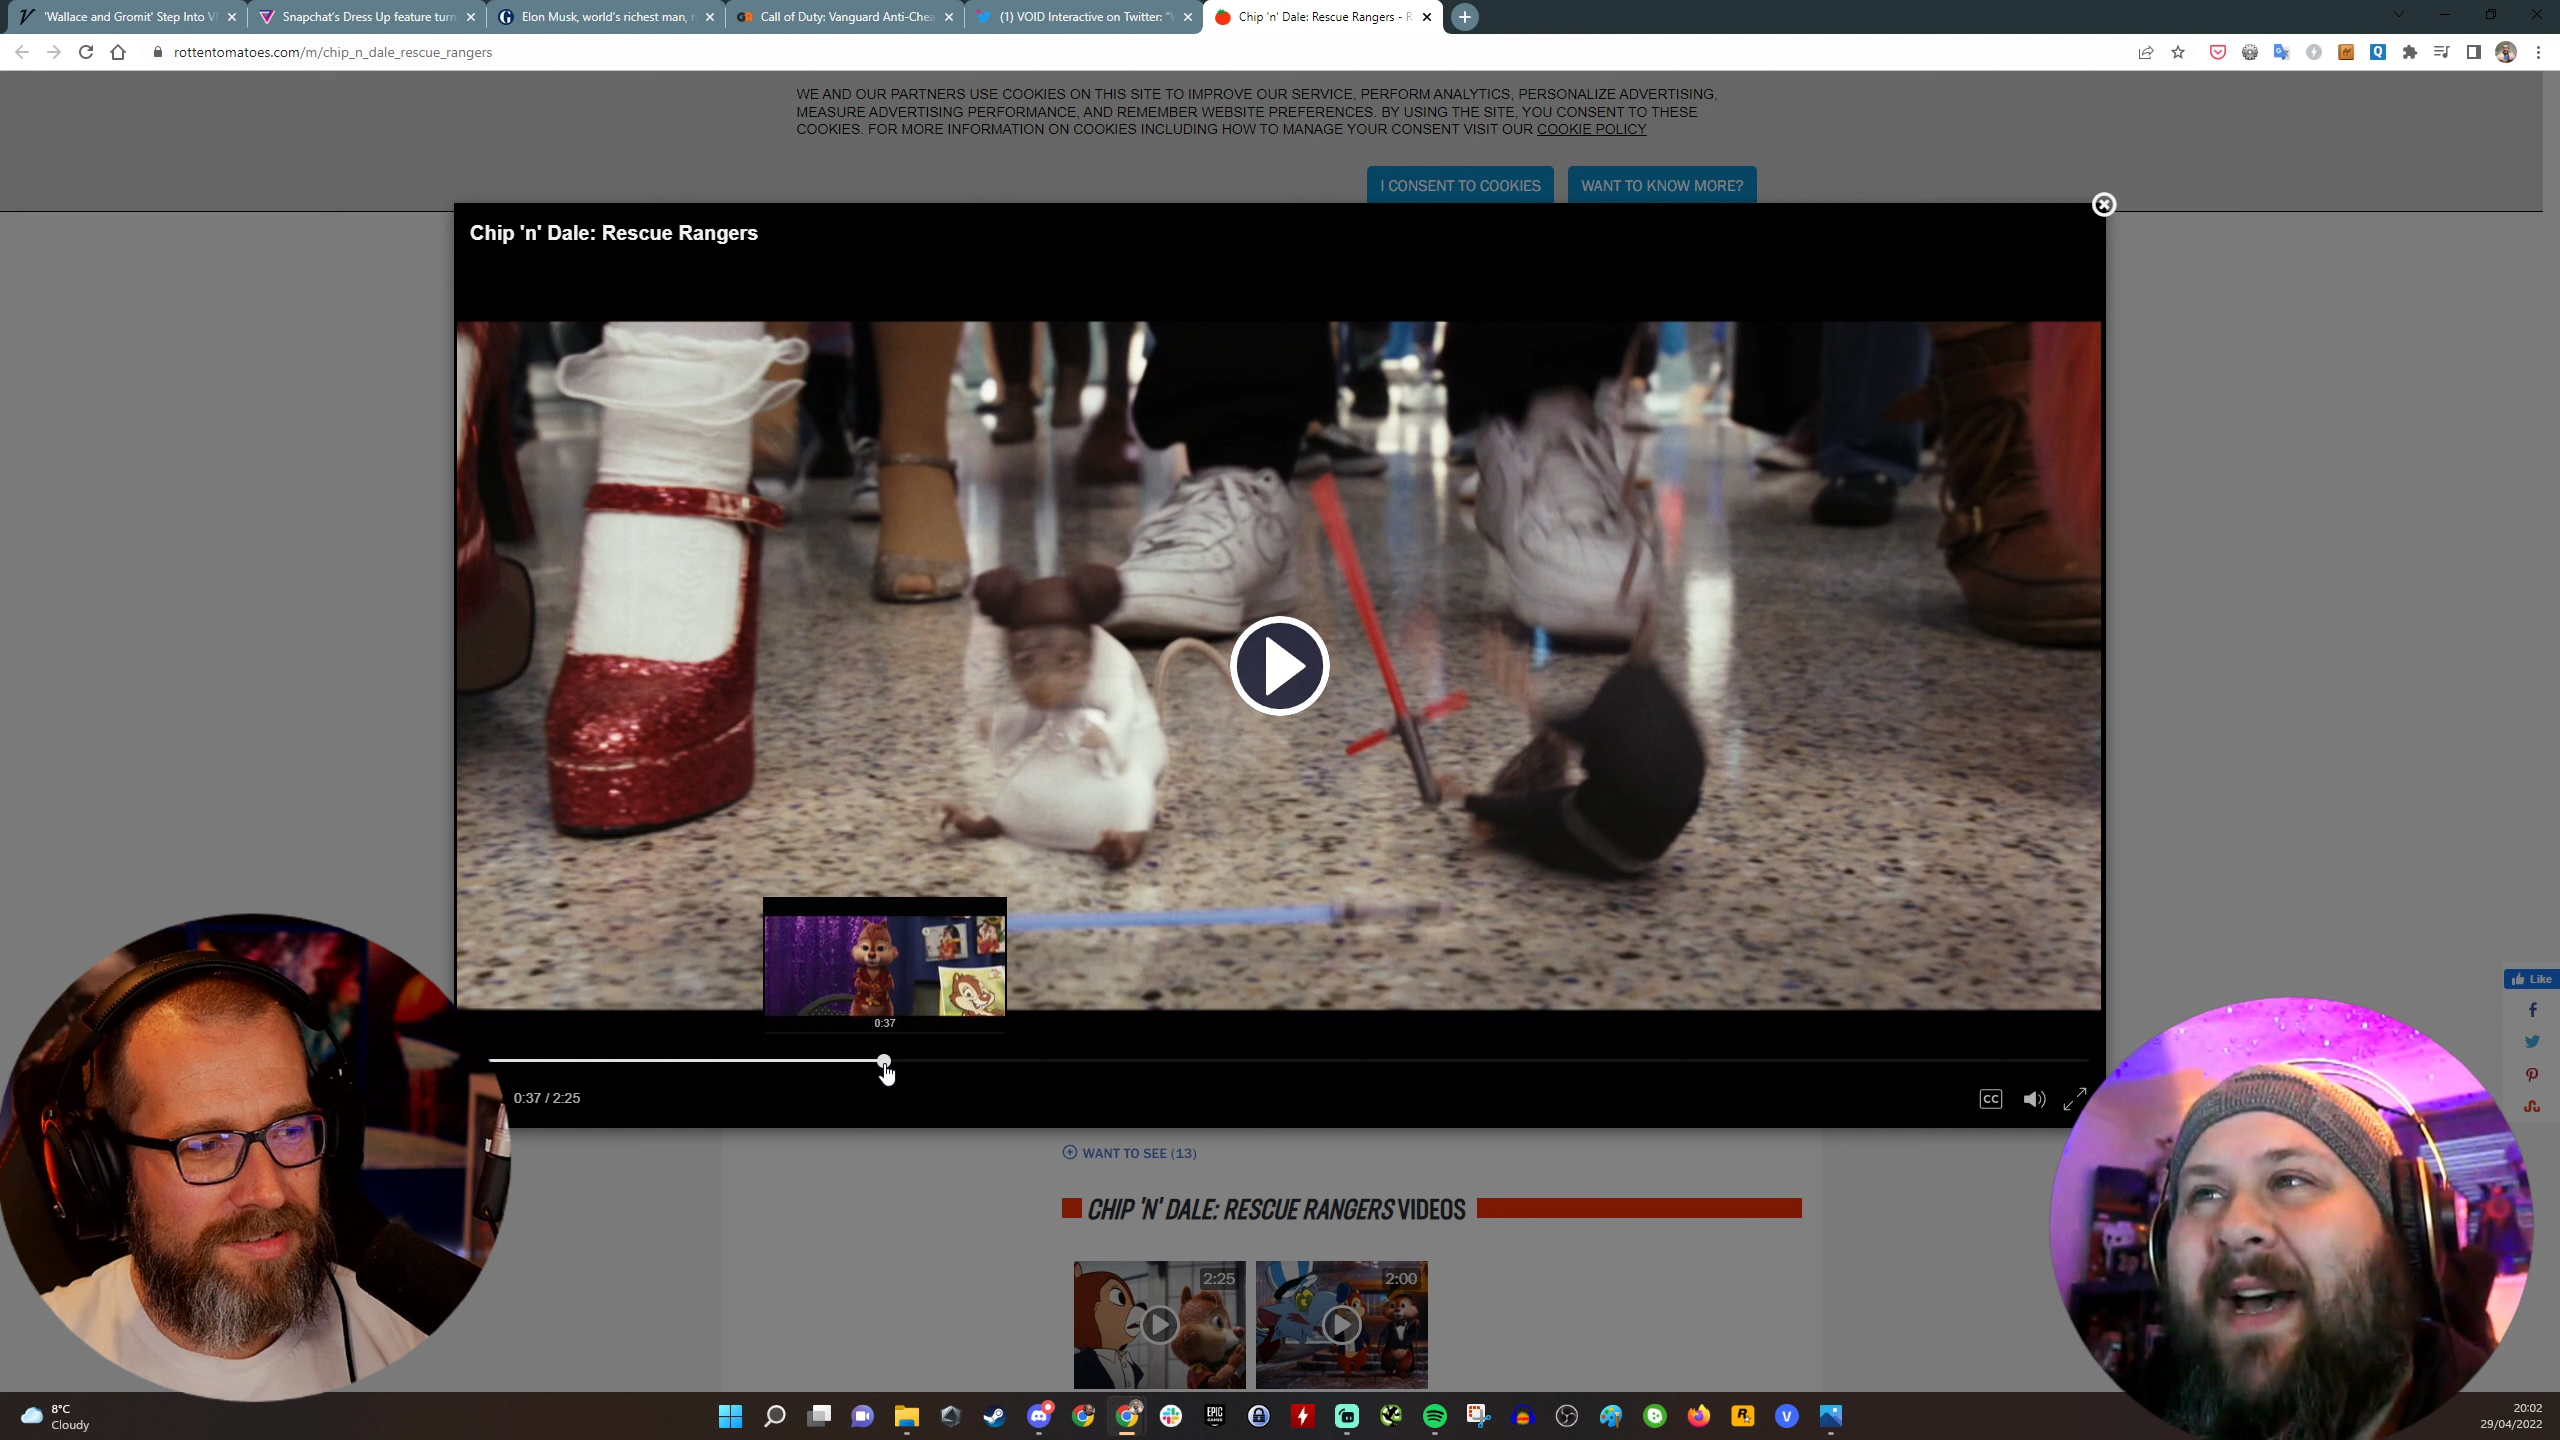 'Wallace and Gromit' Step Into V
Snapchat's Dress Up feature turn
Elon Musk, world's richest man, r
Call of Duty: Vanguard Anti-Chea
(1) VOID Interactive on Twitter: "
Chip 'n' Dale: Rescue Rangers - R
rottentomatoes.com/m/chip_n_dale_rescue_rangers
WE AND OUR PARTNERS USE COOKIES ON THIS SITE TO IMPROVE OUR SERVICE, PERFORM ANALYTICS, PERSONALIZE ADVERTISING,
MEASURE ADVERTISING PERFORMANCE, AND REMEMBER WEBSITE PREFERENCES. BY USING THE SITE, YOU CONSENT TO THESE
COOKIES. FOR MORE INFORMATION ON COOKIES INCLUDING HOW TO MANAGE YOUR CONSENT VISIT OUR COOKIE POLICY
I CONSENT TO COOKIES
WANT TO KNOW MORE?
Chip 'n' Dale: Rescue Rangers
0:37
0:37 / 2:25
CC
Like
WANT TO SEE (13)
CHIP 'N' DALE: RESCUE RANGERS VIDEOS
2:25
2:00
8°C
Cloudy
EPIC
GAMES
20:02
29/04/2022